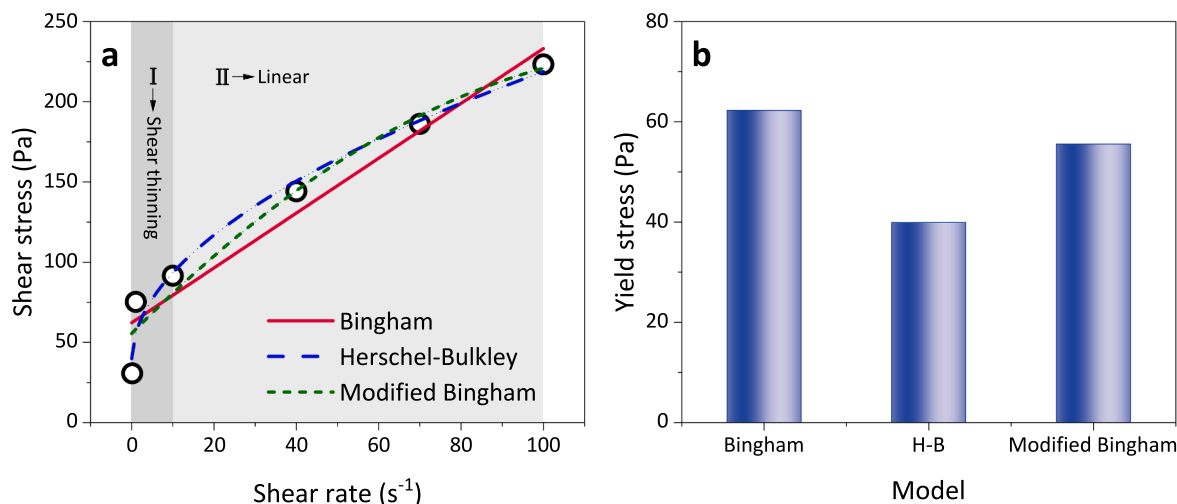 a
I → Shear thinning
II → Linear
250
200
150
100
50
0
Shear stress (Pa)
Bingham
Herschel-Bulkley
Modified Bingham
0
20
40
60
80
100
Shear rate (s⁻¹)
b
80
60
40
20
0
Yield stress (Pa)
Bingham
H-B
Modified Bingham
Model